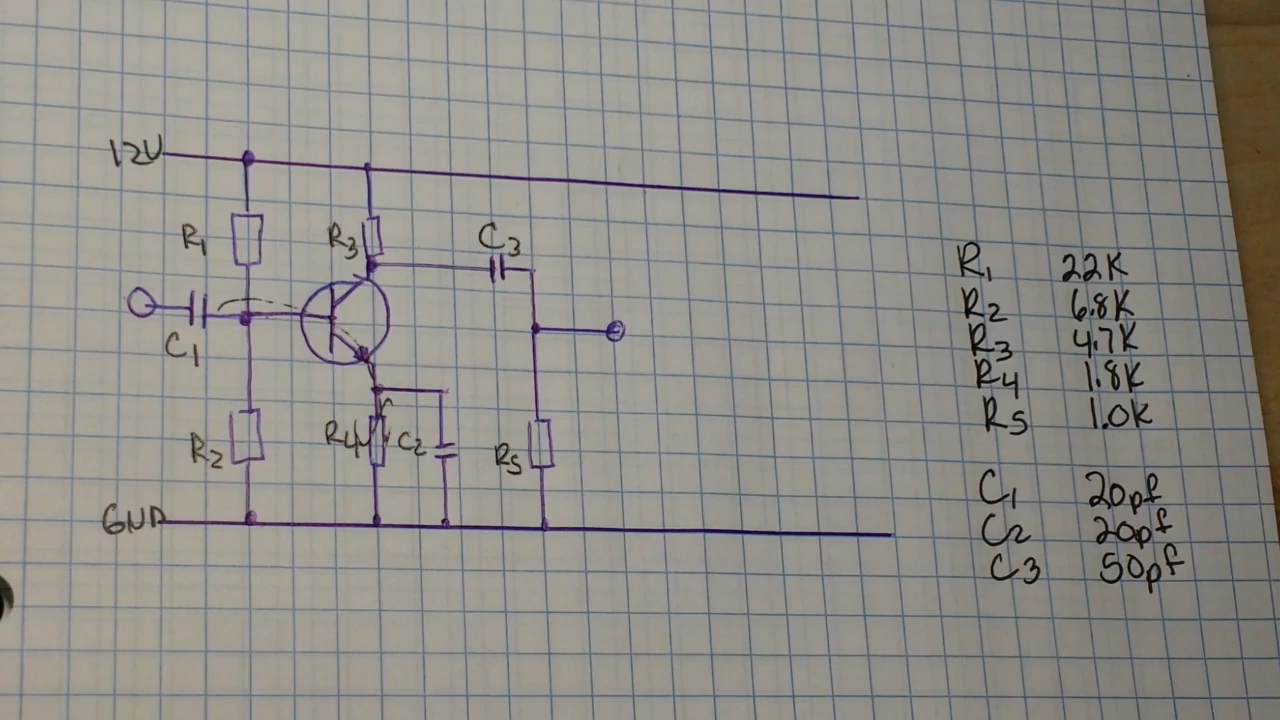 12V
R1
R3
C3
C1
R2
R4
C2
R5
GND
R1 22K
R2 6.8K
R3 4.7K
R4 1.8K
R5 1.0K
C1 20pf
C2 20pf
C3 50pf